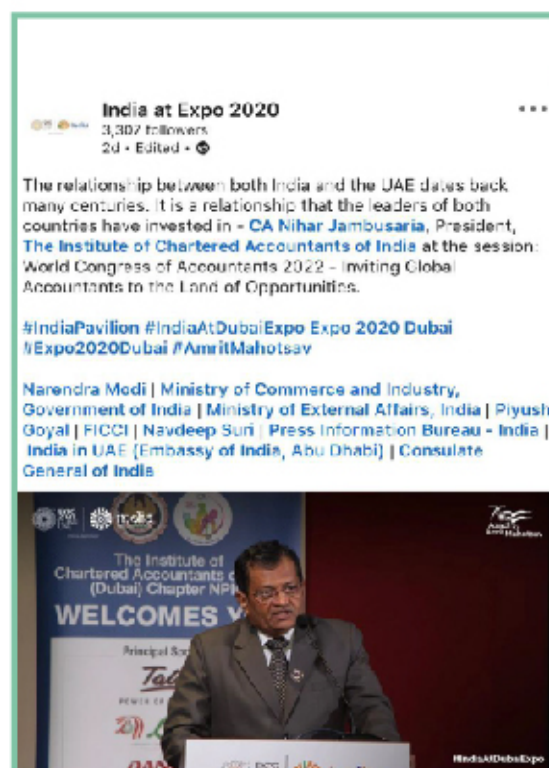 India at Expo 2020
3,307 followers
2d • Edited •
The relationship between both India and the UAE dates back
many centuries. It is a relationship that the leaders of both
countries have invested in - CA Nihar Jambusaria, President,
The Institute of Chartered Accountants of India at the session:
World Congress of Accountants 2022 - Inviting Global
Accountants to the Land of Opportunities.
#IndiaPavilion #IndiaAtDubaiExpo Expo 2020 Dubai
#Expo2020Dubai #AmritMahotsav
Narendra Modi | Ministry of Commerce and Industry,
Government of India | Ministry of External Affairs, India | Piyush
Goyal | FICCI | Navdeep Suri | Press Information Bureau - India |
India in UAE (Embassy of India, Abu Dhabi) | Consulate
General of India
The Institute of
Chartered Accountants
(Dubai) Chapter NPI
WELCOMES Y
Principal Sp
#IndiaAtDubaiExpo